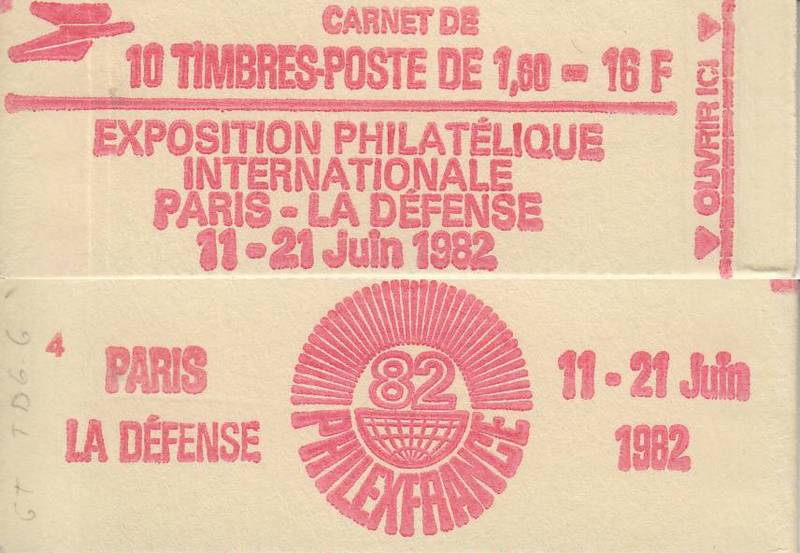 CARNET DE
10 TIMBRES-POSTE DE 1,60 - 16 F
EXPOSITION PHILATÉLIQUE
INTERNATIONALE
PARIS - LA DÉFENSE
11 - 21 Juin 1982
OUVRIR ICI
4
PARIS
LA DÉFENSE
82
PHILEXFRANCE
11 - 21 Juin
1982